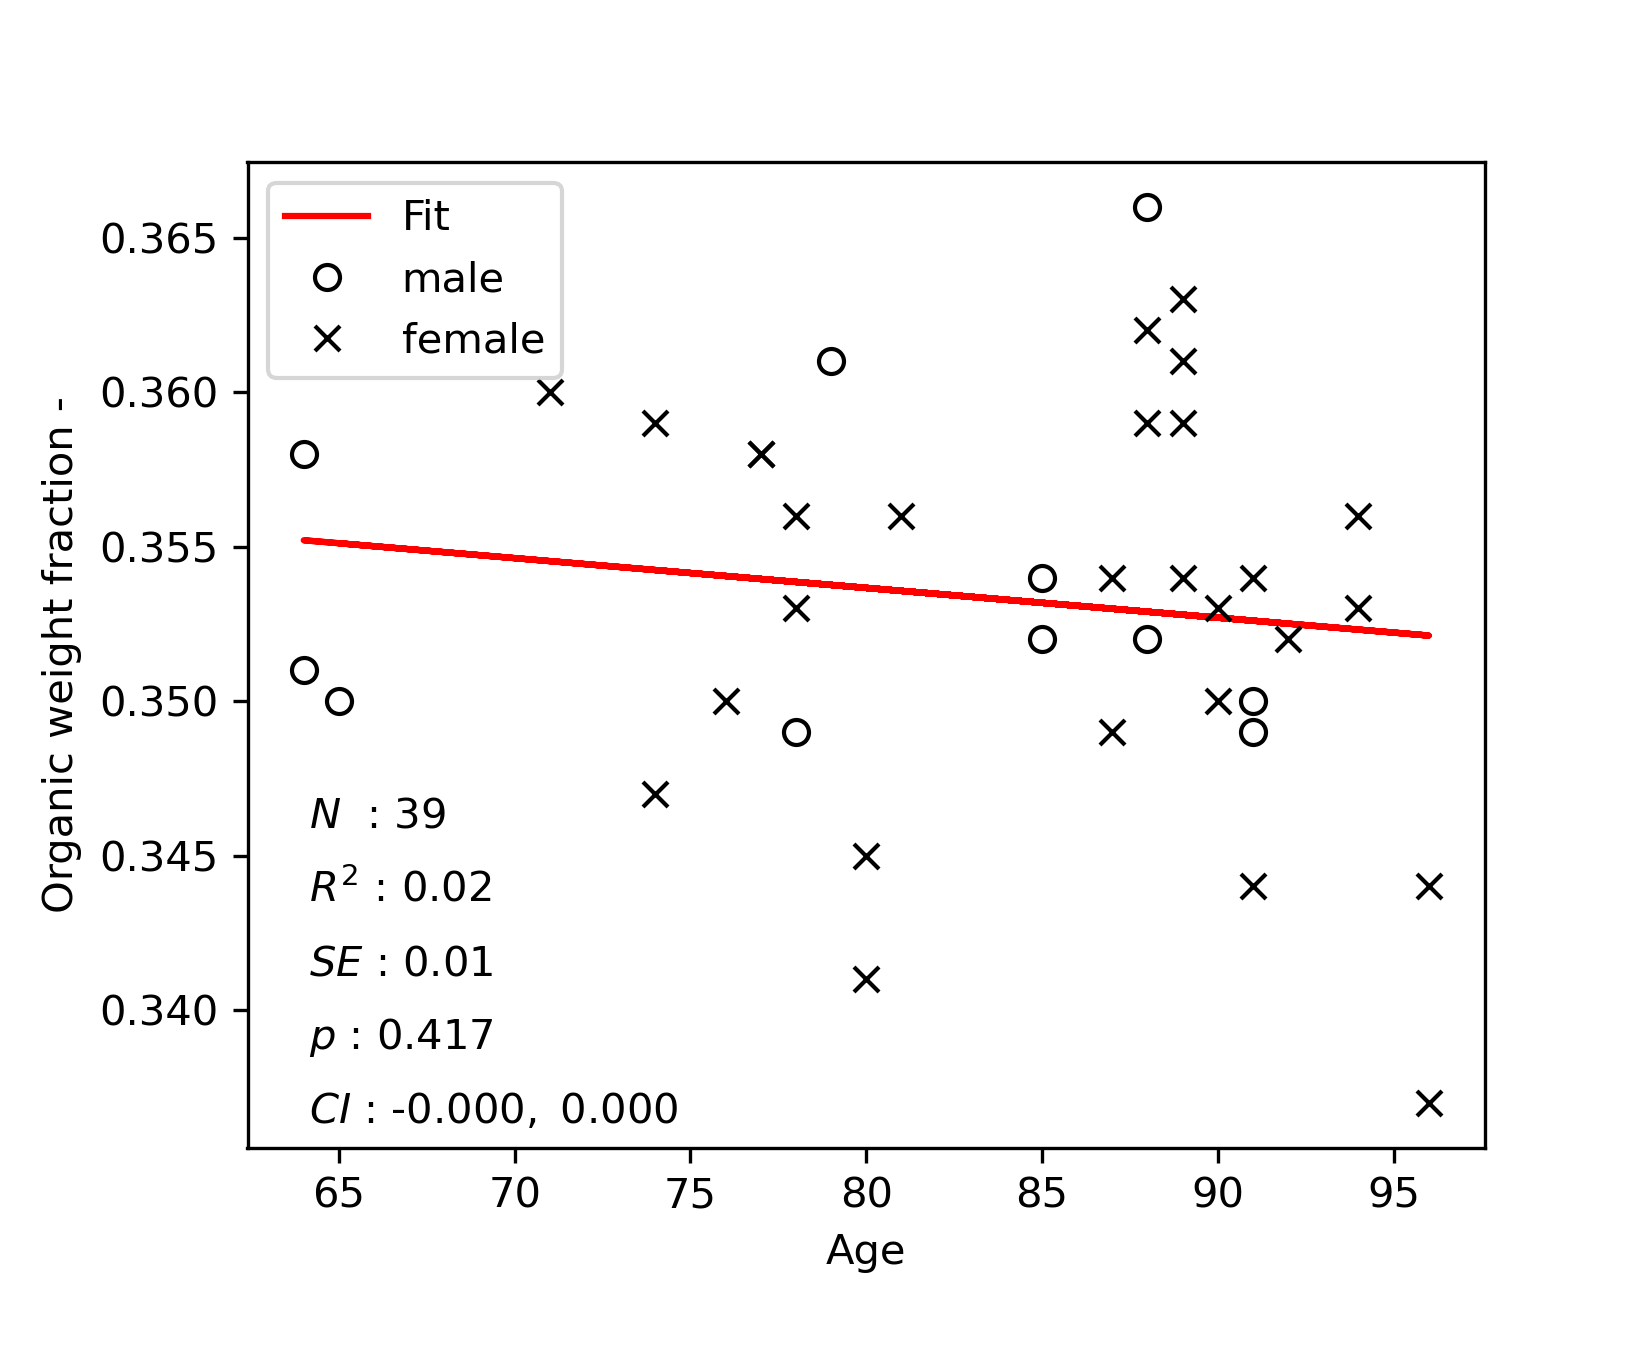 Fit
male
female
0.365
0.360
0.355
0.350
0.345
0.340
Organic weight fraction -
N : 39
R² : 0.02
SE : 0.01
p : 0.417
CI : -0.000, 0.000
65 70 75 80 85 90 95
Age